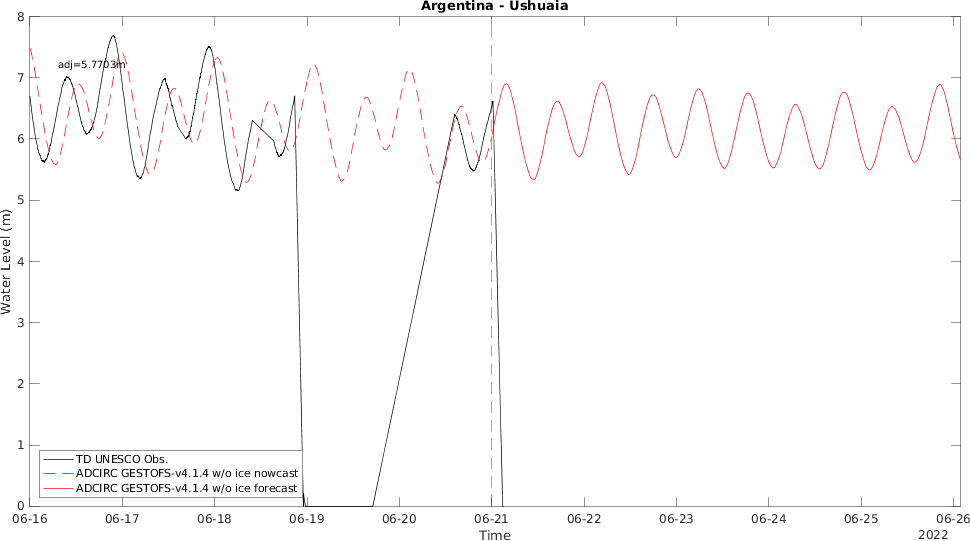 Argentina - Ushuaia
8
adj=5.7703m
7
6
5
4
3
2
1
0
Water Level (m)
TD UNESCO Obs.
ADCIRC GESTOFS-v4.1.4 w/o ice nowcast
ADCIRC GESTOFS-v4.1.4 w/o ice forecast
06-16 06-17 06-18 06-19 06-20 06-21 06-22 06-23 06-24 06-25 06-26
Time
2022